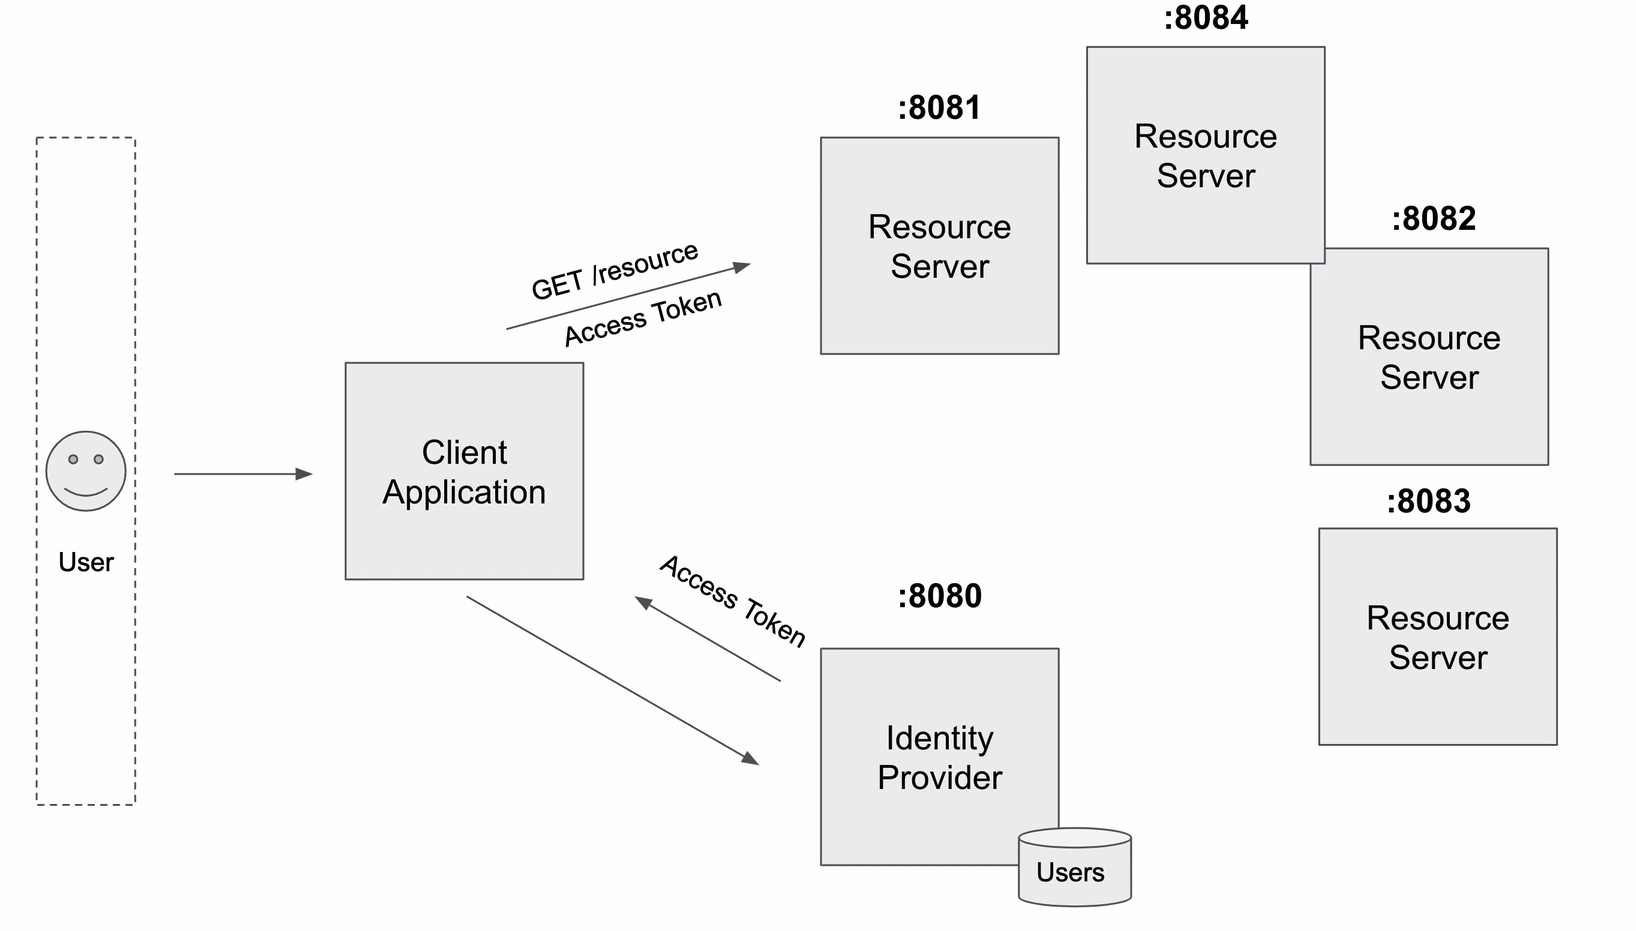 :8084
:8081
Resource
Server
:8082
Resource
Server
GET /resource
Access Token
Resource
Server
Client
Application
:8083
User
Access Token
:8080
Resource
Server
Identity
Provider
Users